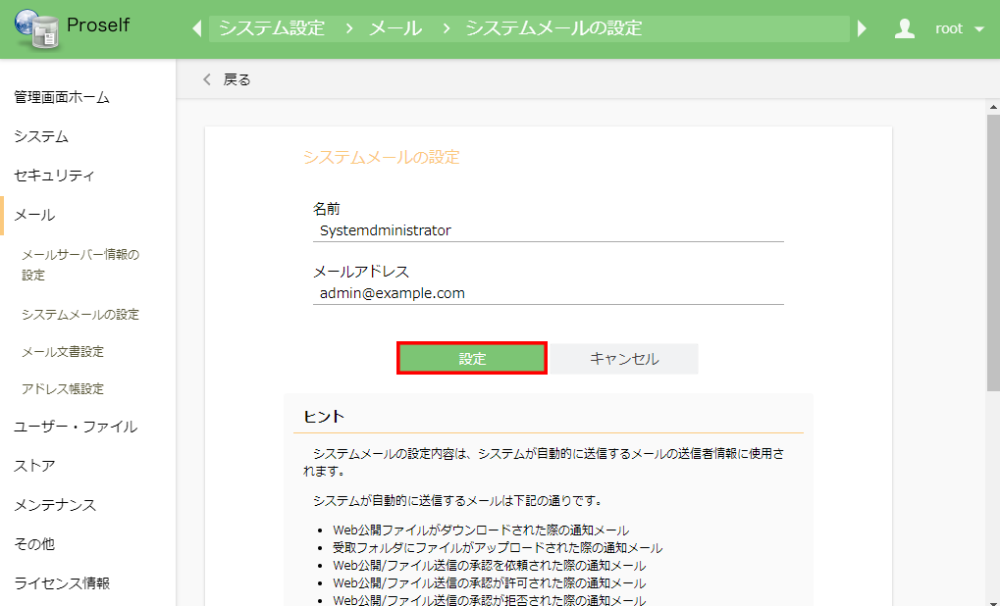 Proself
システム設定 > メール > システムメールの設定
root
戻る
管理画面ホーム
システム
セキュリティ
メール
メールサーバー情報の
設定
システムメールの設定
メール文書設定
アドレス帳設定
ユーザー・ファイル
ストア
メンテナンス
その他
ライセンス情報
システムメールの設定
名前
Systemdministrator
メールアドレス
admin@example.com
設定
キャンセル
ヒント
システムメールの設定内容は、システムが自動的に送信するメールの送信者情報に使用さ
れます。
システムが自動的に送信するメールは下記の通りです。
• Web公開ファイルがダウンロードされた際の通知メール
• 受取フォルダにファイルがアップロードされた際の通知メール
• Web公開/ファイル送信の承認を依頼された際の通知メール
• Web公開/ファイル送信の承認が許可された際の通知メール
• Web公開/ファイル送信の承認が拒否された際の通知メール